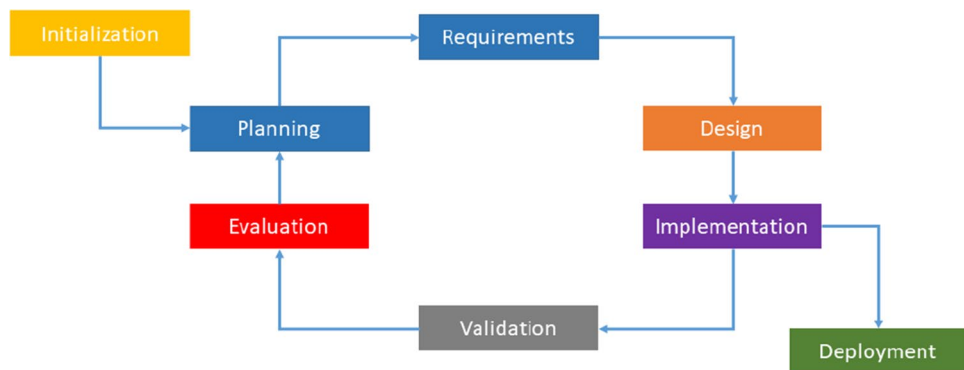 Initialization
Requirements
Planning
Design
Evaluation
Implementation
Validation
Deployment